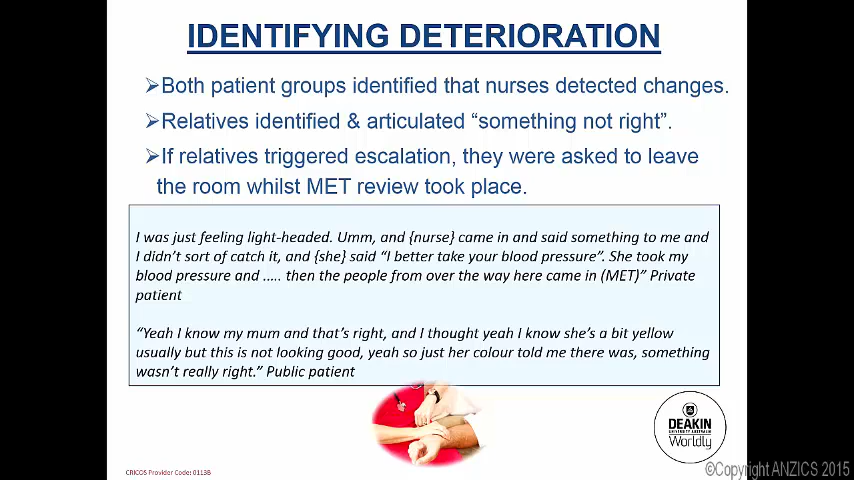 IDENTIFYING DETERIORATION
➢Both patient groups identified that nurses detected changes.
➢Relatives identified & articulated “something not right”.
➢If relatives triggered escalation, they were asked to leave
the room whilst MET review took place.
I was just feeling light-headed. Umm, and {nurse} came in and said something to me and
I didn’t sort of catch it, and {she} said “I better take your blood pressure”. She took my
blood pressure and ..... then the people from over the way here came in (MET)” Private
patient
“Yeah I know my mum and that’s right, and I thought yeah I know she’s a bit yellow
usually but this is not looking good, yeah so just her colour told me there was, something
wasn’t really right.” Public patient
DEAKIN
UNIVERSITY AUSTRALIA
Worldly
CRICOS Provider Code: 0113B
©Copyright ANZICS 2015